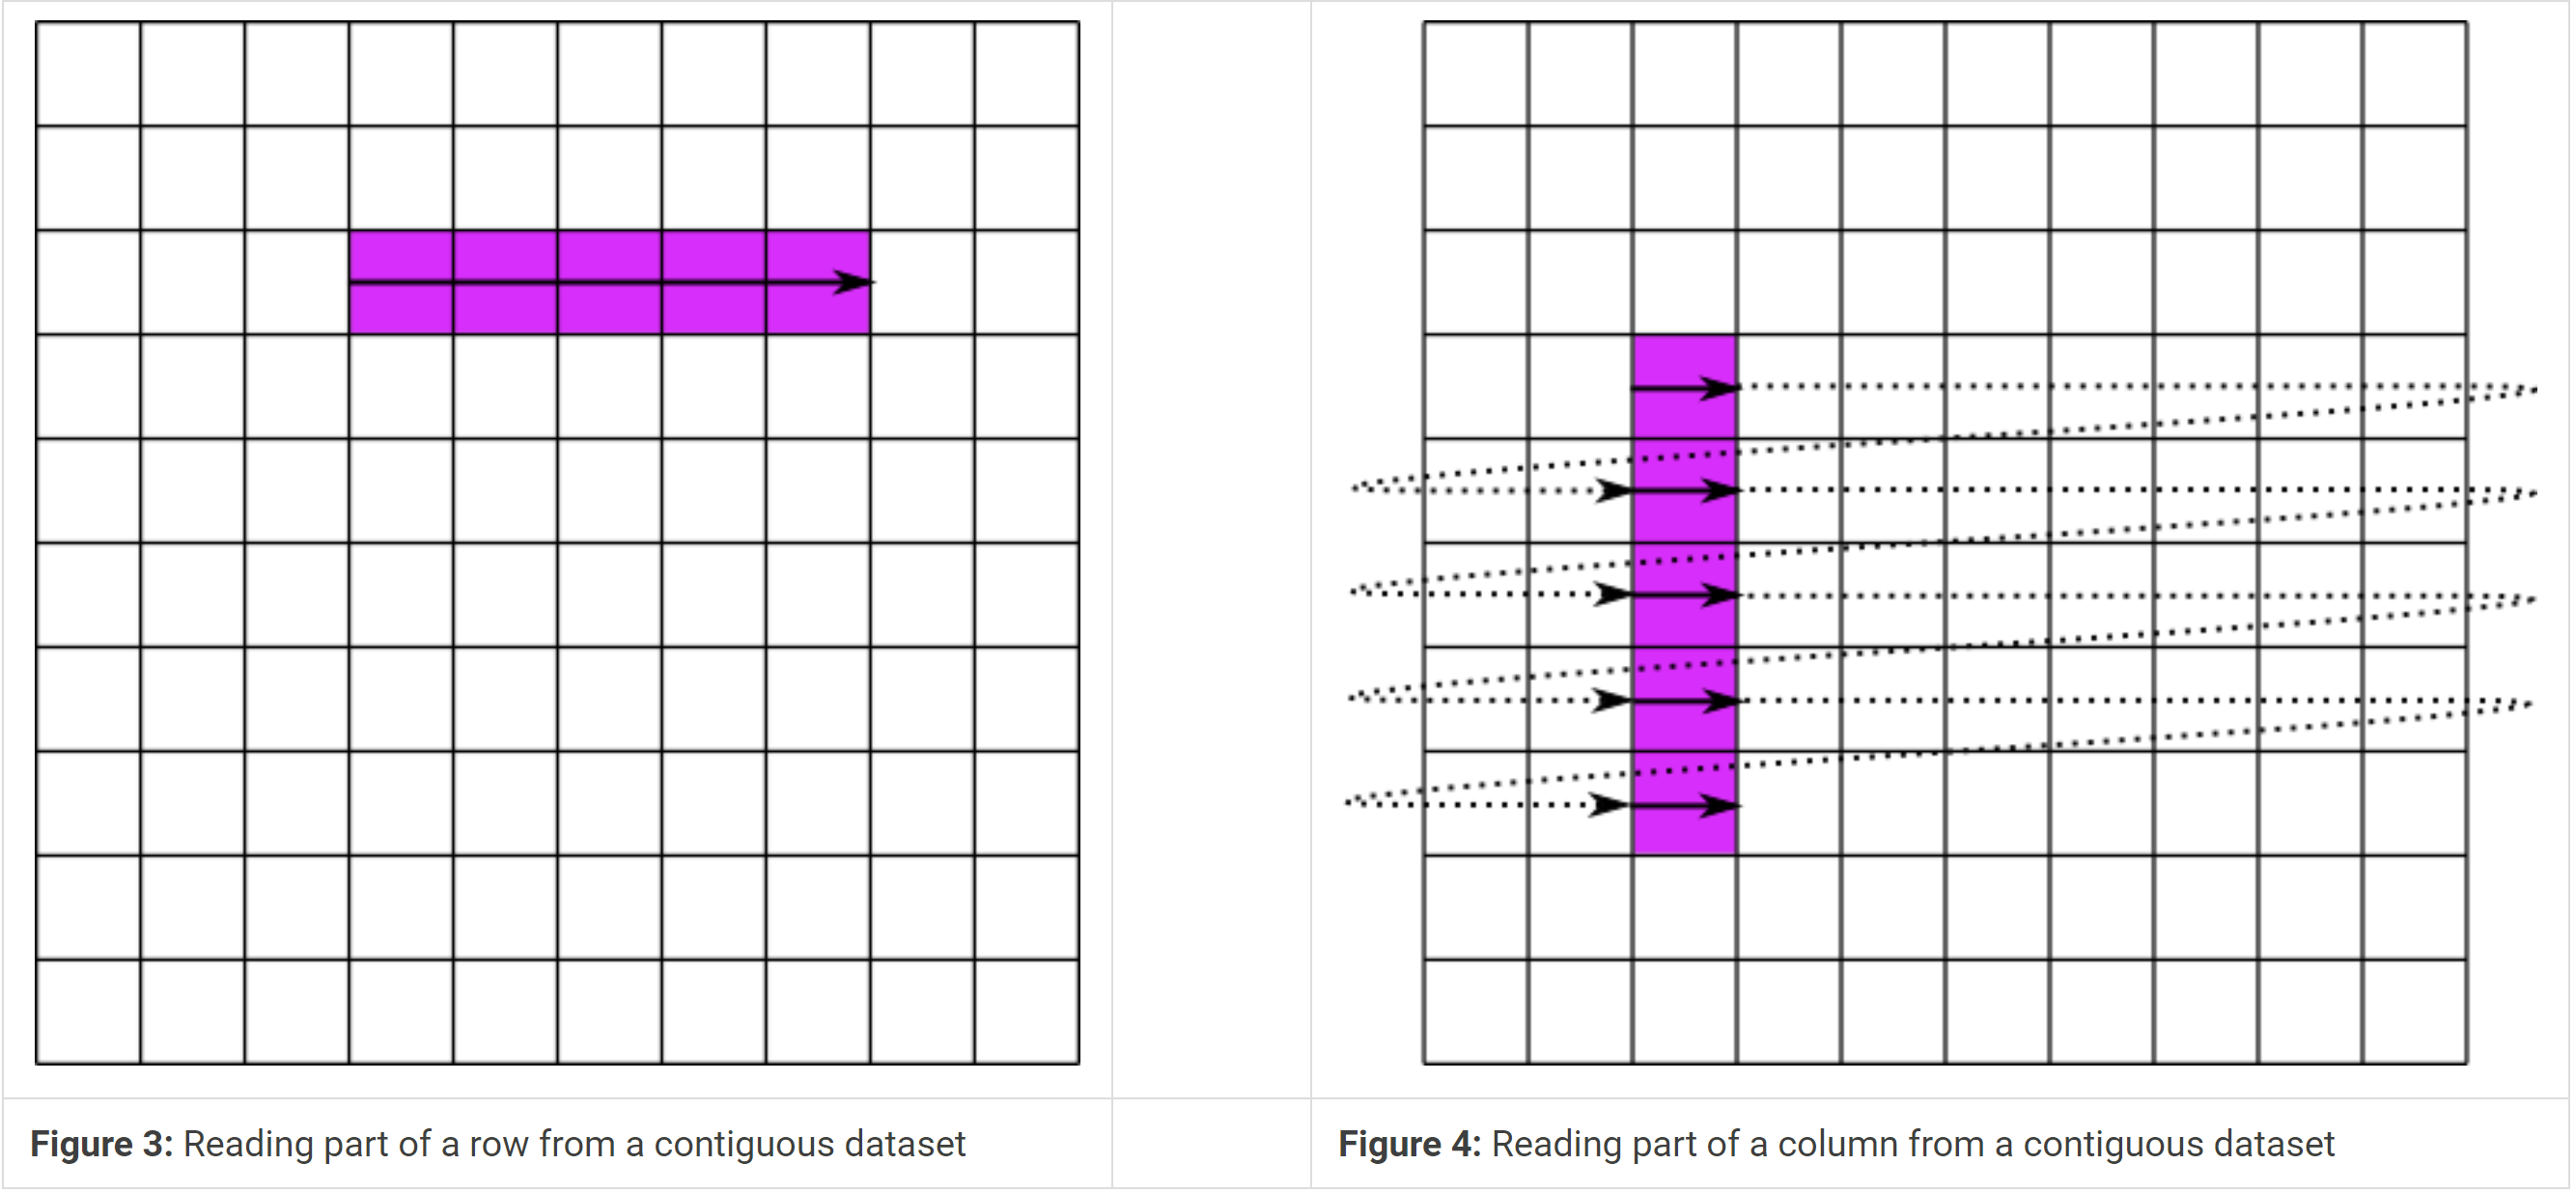 Figure 3: Reading part of a row from a contiguous dataset
Figure 4: Reading part of a column from a contiguous dataset